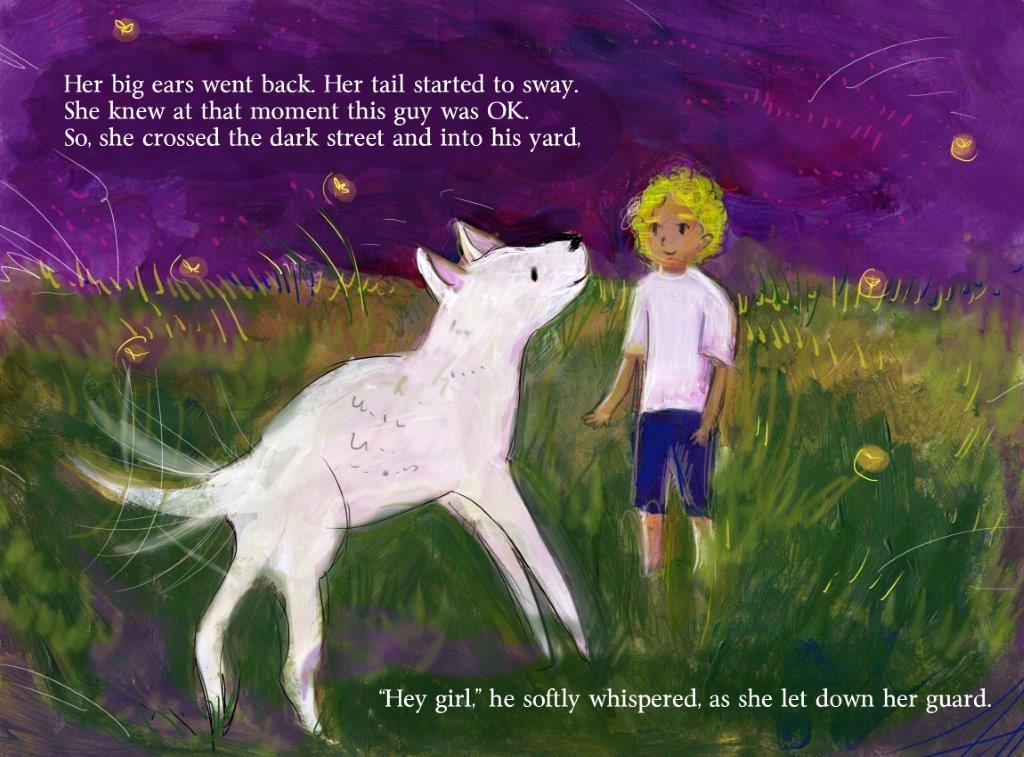 Her big ears went back. Her tail started to sway.
She knew at that moment this guy was OK.
So, she crossed the dark street and into his yard,
“Hey girl,” he softly whispered, as she let down her guard.